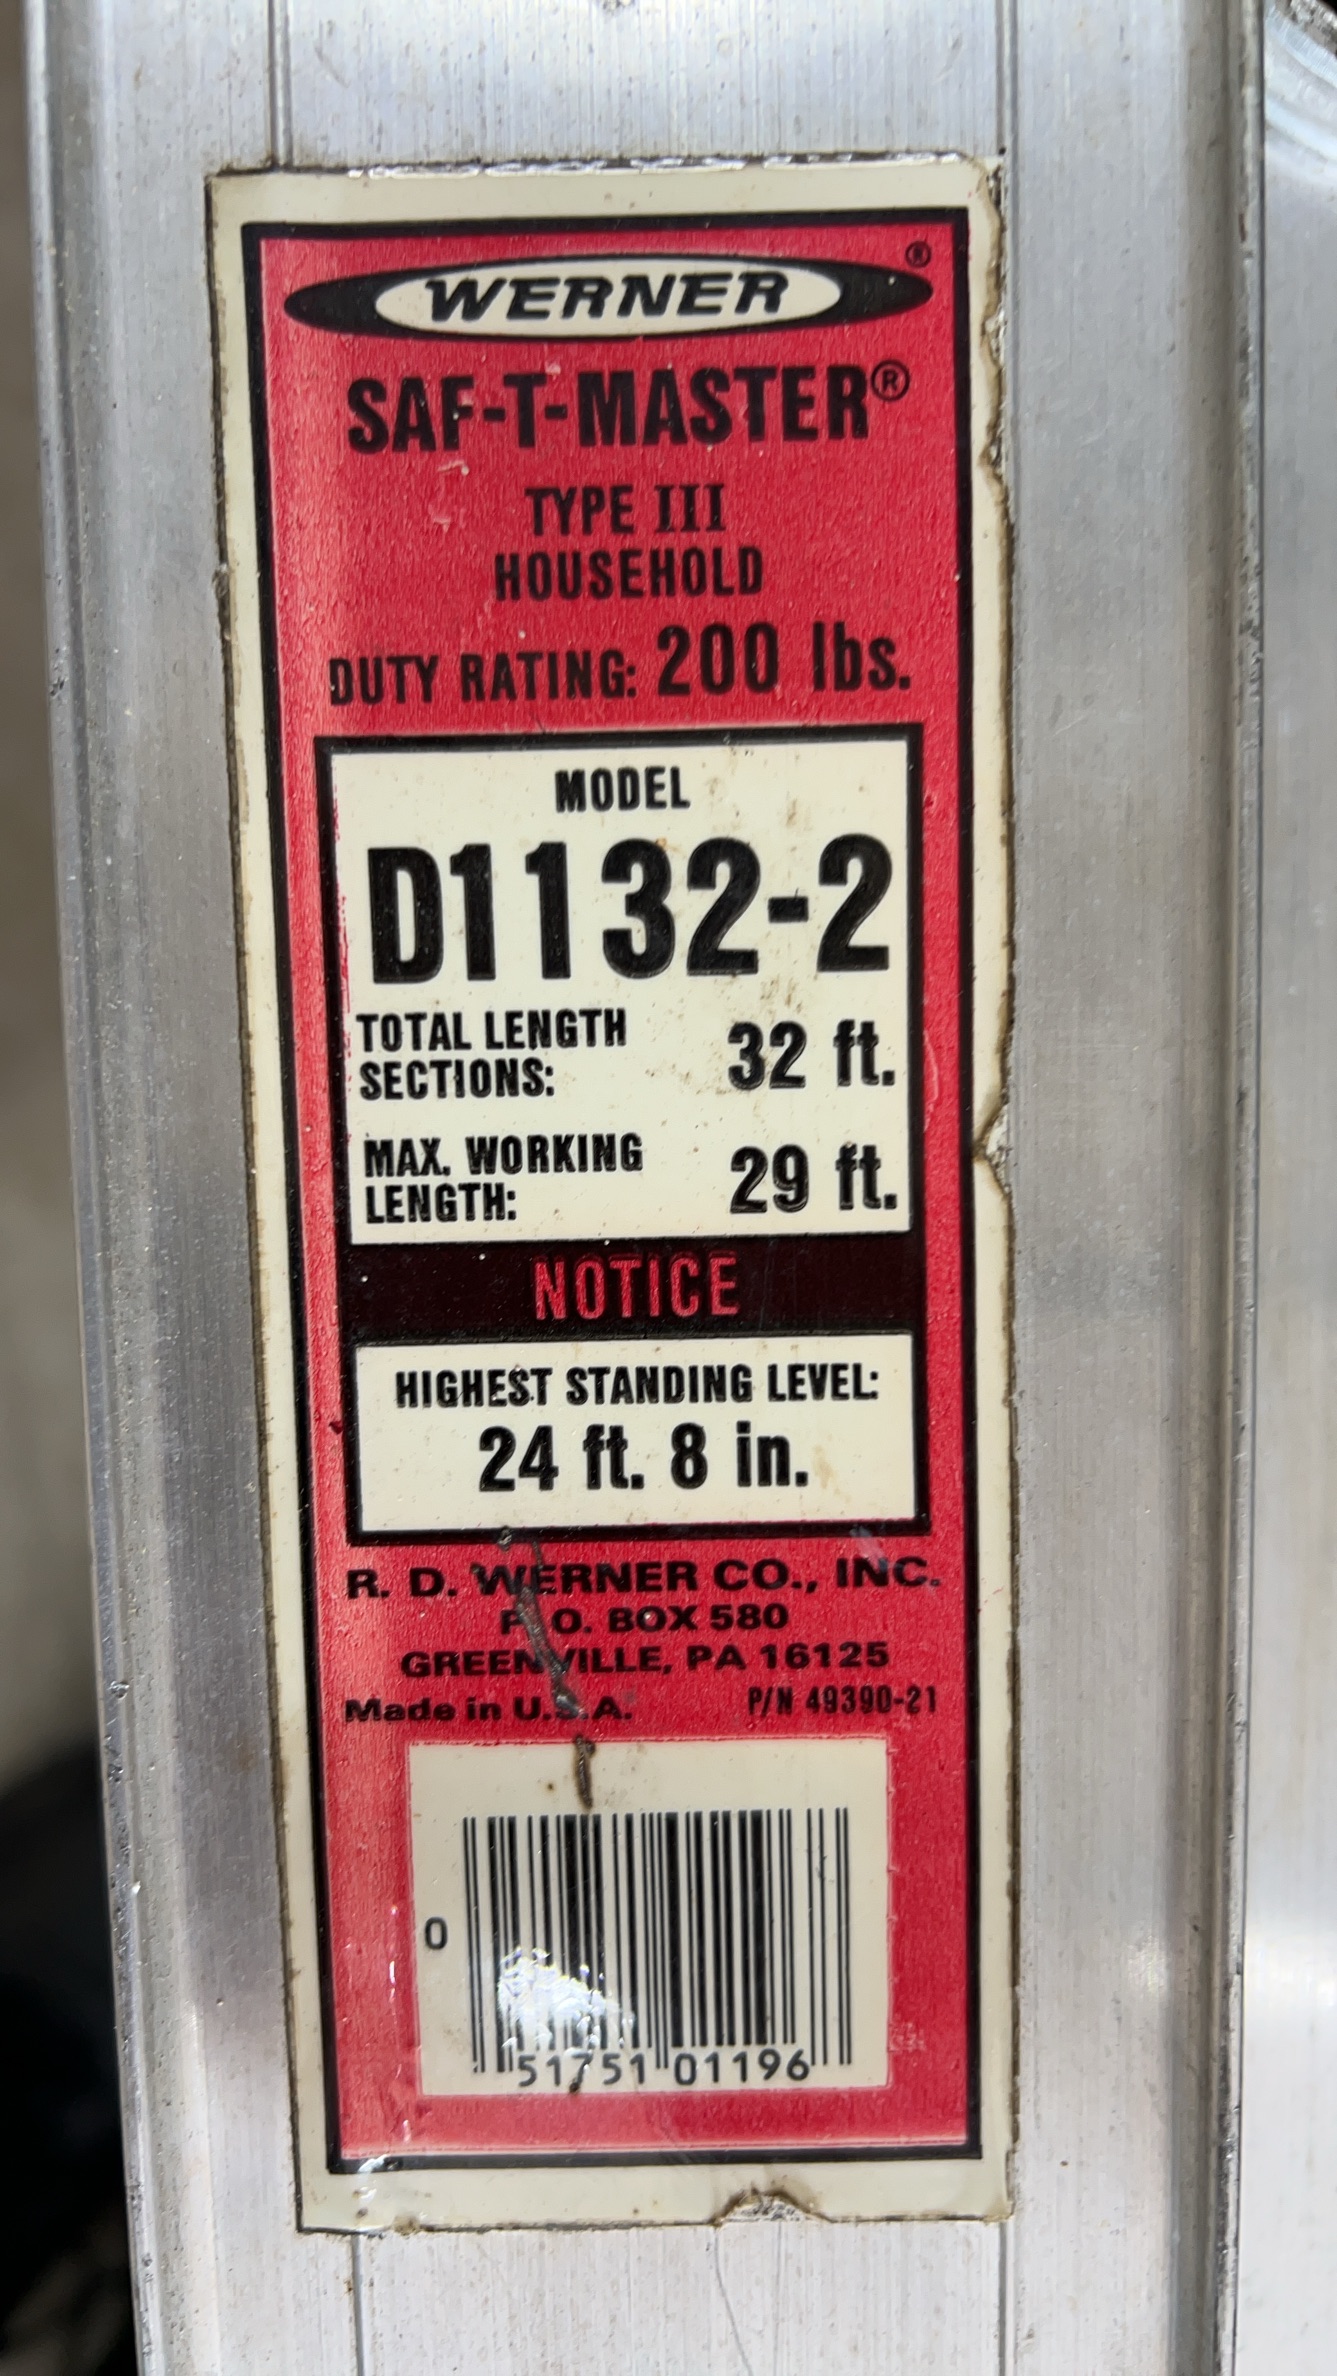 WERNER®
SAF-T-MASTER®
TYPE III
HOUSEHOLD
DUTY RATING: 200 lbs.
MODEL
D1132-2
TOTAL LENGTH SECTIONS: 32 ft.
MAX. WORKING LENGTH: 29 ft.
NOTICE
HIGHEST STANDING LEVEL:
24 ft. 8 in.
R. D. WERNER CO., INC.
P.O. BOX 580
GREENVILLE, PA 16125
Made in U.S.A. P/N 49390-21
0 51751 01196